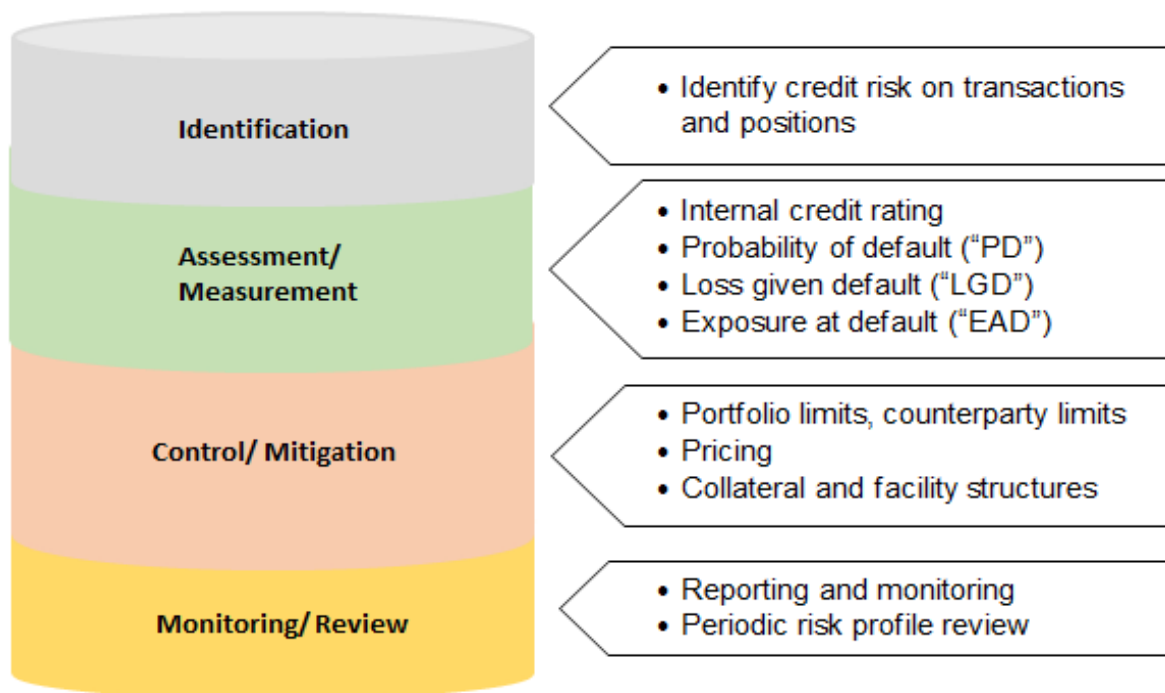 Identification
• Identify credit risk on transactions
and positions
Assessment/
Measurement
• Internal credit rating
• Probability of default (“PD”)
• Loss given default (“LGD”)
• Exposure at default (“EAD”)
Control/ Mitigation
• Portfolio limits, counterparty limits
• Pricing
• Collateral and facility structures
Monitoring/ Review
• Reporting and monitoring
• Periodic risk profile review